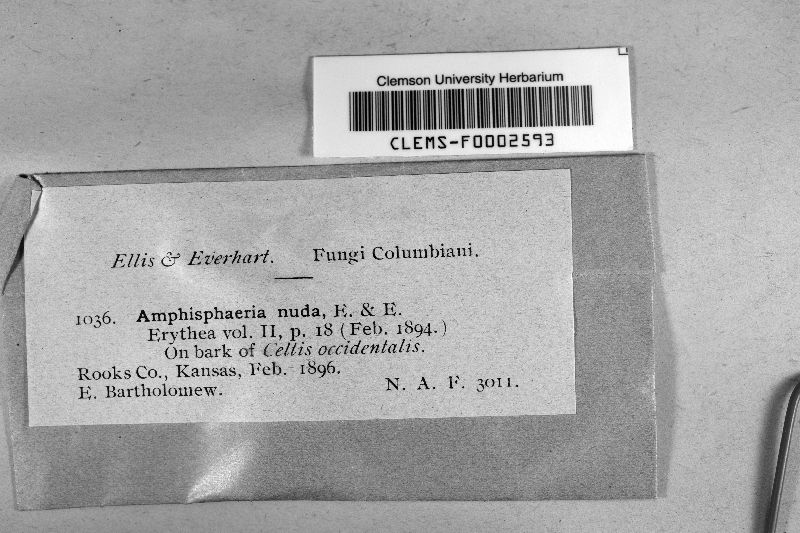 Clemson University Herbarium
CLEMS-F0002593
Ellis & Everhart. Fungi Columbiani.
1036. Amphisphaeria nuda, E. & E.
Erythea vol. II, p. 18 (Feb. 1894.)
On bark of Celtis occidentalis.
Rooks Co., Kansas, Feb. 1896.
E. Bartholomew. N. A. F. 3011.